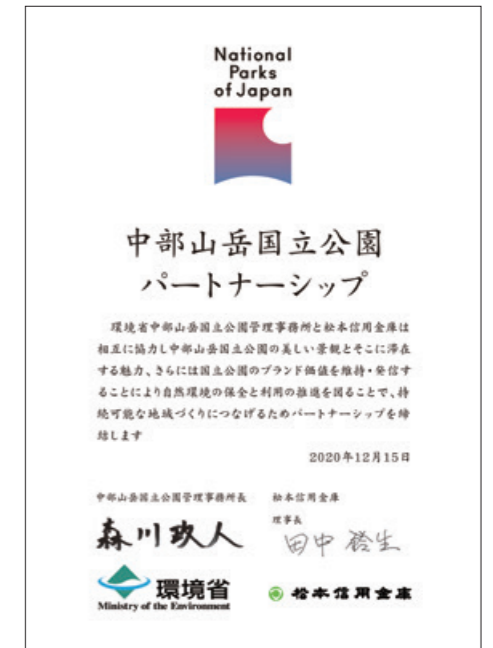 National
Parks
of Japan
中部山岳国立公園
パートナーシップ
環境省中部山岳国立公園管理事務所と松本信用金庫は
相互に協力し中部山岳国立公園の美しい景観とそこに滞在
する魅力、さらには国立公園のブランド価値を維持・発信す
ることにより自然環境の保全と利用の推進を図ることで、持
続可能な地域づくりにつなげるためパートナーシップを締
結します
2020年12月15日
中部山岳国立公園管理事務所長
松本信用金庫
理事長
森川政人
田中
環境省
Ministry of the Environment
松本信用金庫